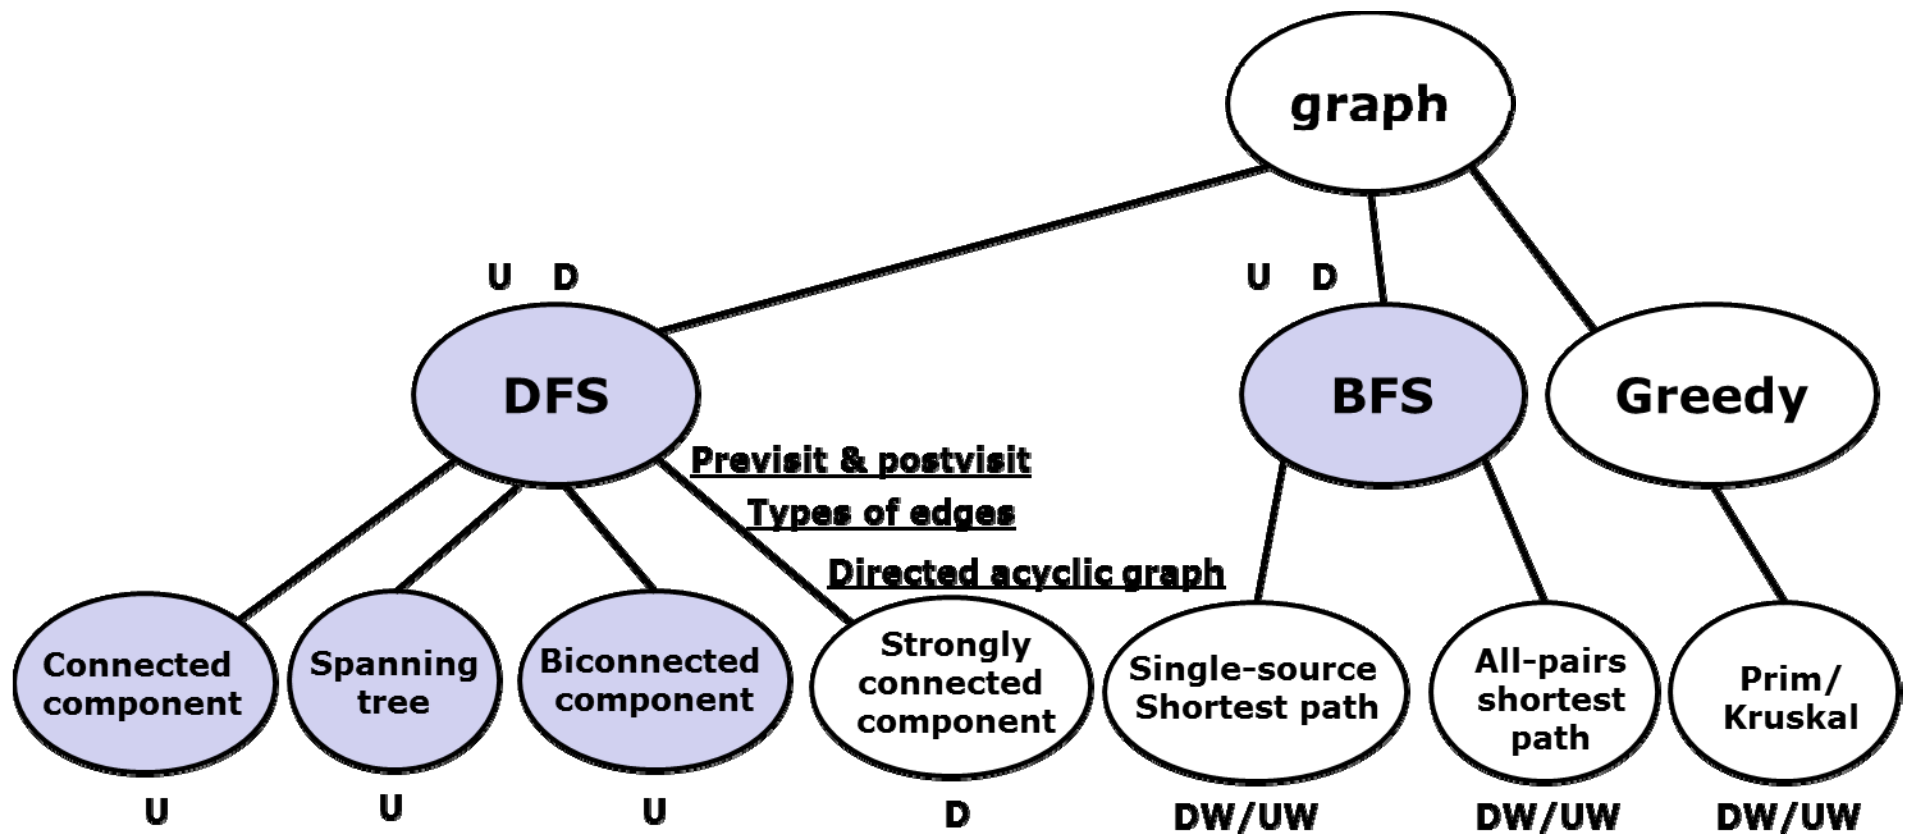 graph
U D
U D
DFS
BFS
Greedy
Previsit & postvisit
Types of edges
Directed acyclic graph
Connected
component
Spanning
tree
Biconnected
component
Strongly
connected
component
Single-source
Shortest path
All-pairs
shortest
path
Prim/
Kruskal
U
U
U
D
DW/UW
DW/UW
DW/UW